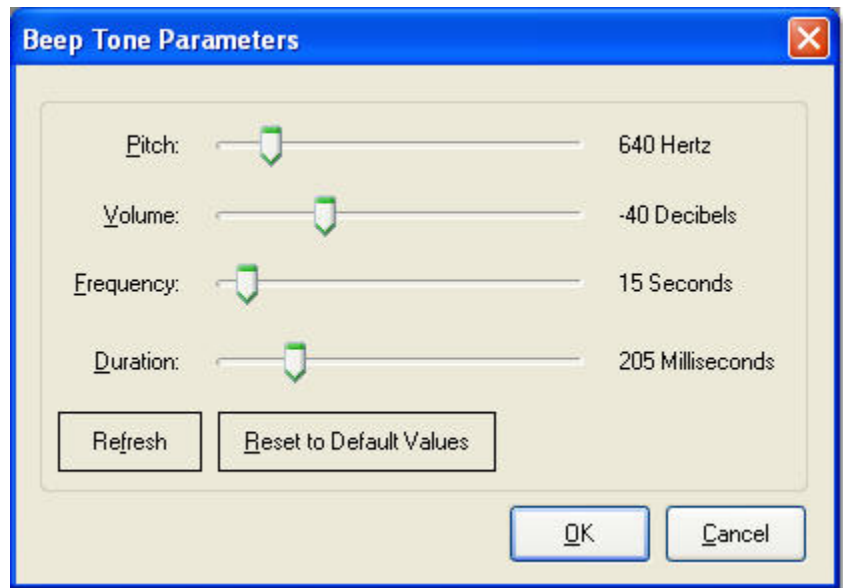 Beep Tone Parameters
Pitch: 640 Hertz
Volume: -40 Decibels
Frequency: 15 Seconds
Duration: 205 Milliseconds
Refresh Reset to Default Values
OK Cancel